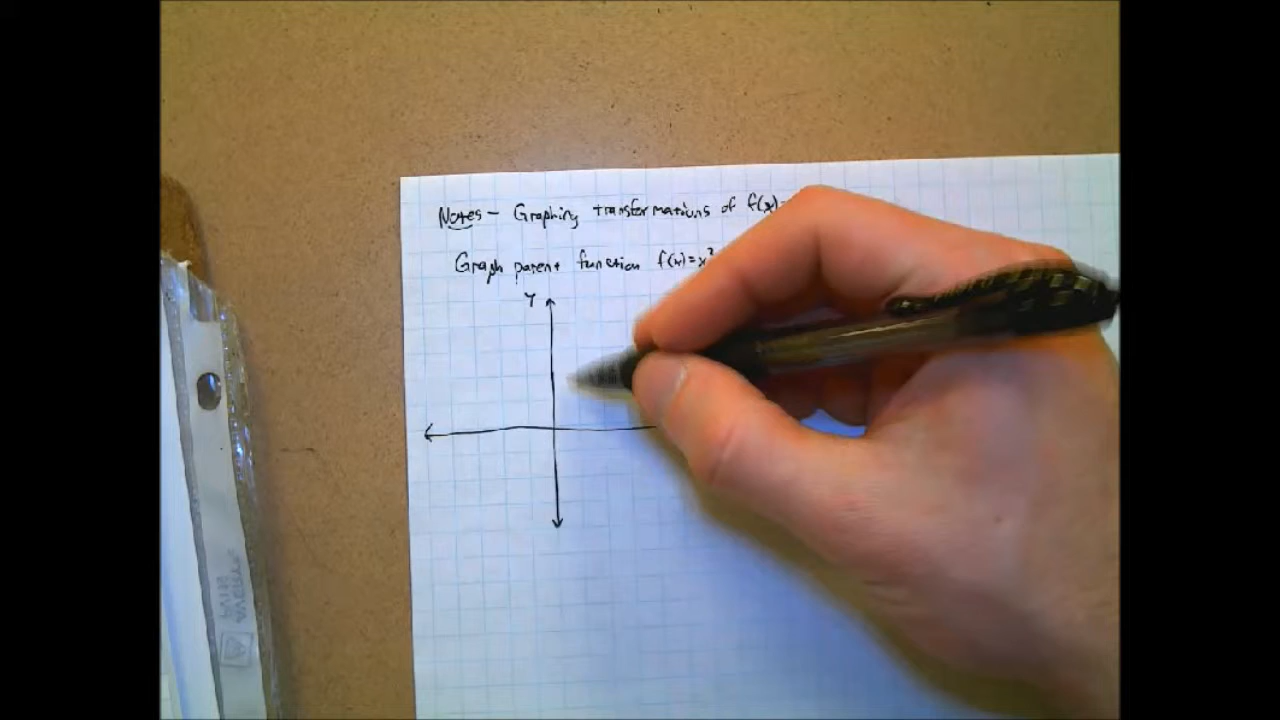 Notes - Graphing transformations of f(x)=
Graph parent function f(x)=x²
Y